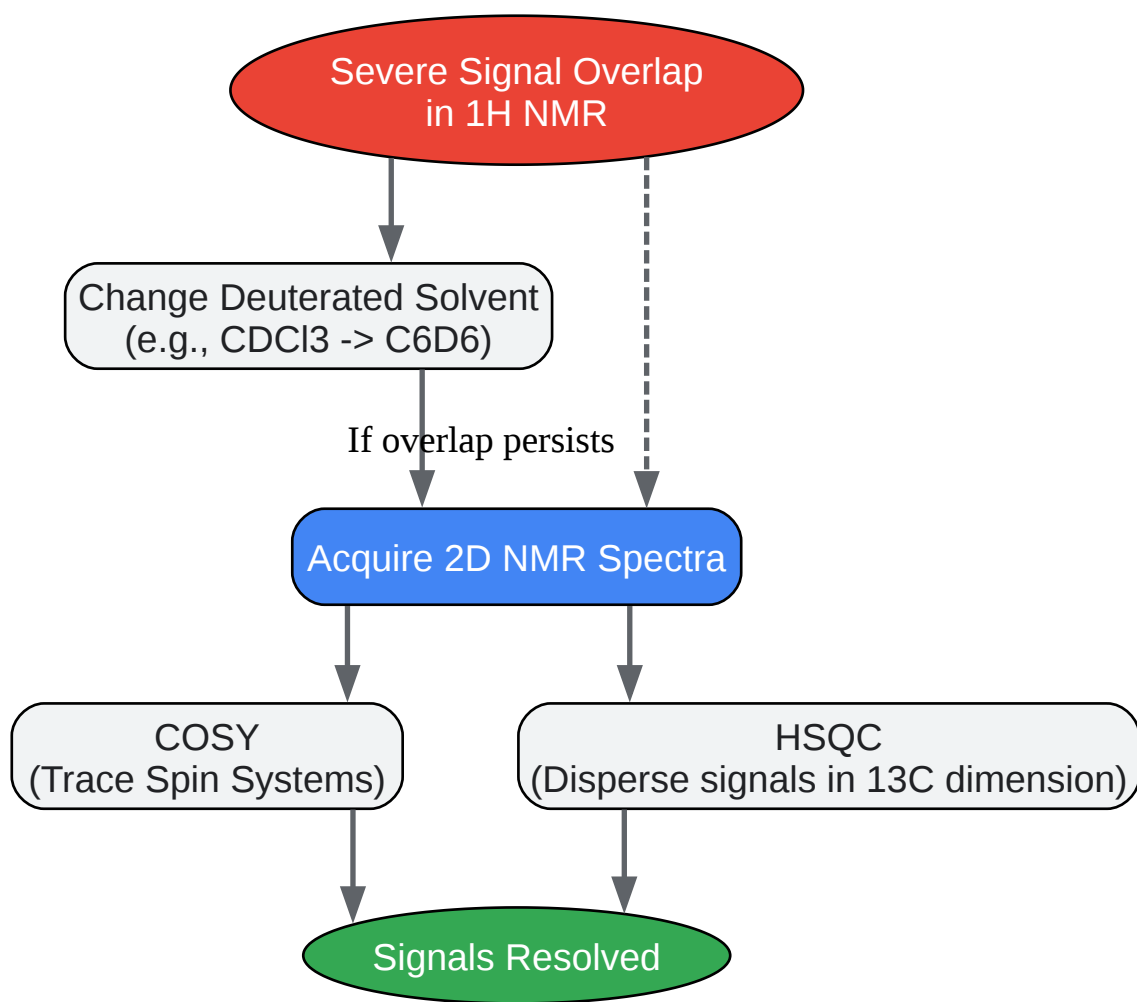 Severe Signal Overlap
in 1H NMR
Change Deuterated Solvent
(e.g., CDCl3 -> C6D6)
If overlap persists
Acquire 2D NMR Spectra
COSY
(Trace Spin Systems)
HSQC
(Disperse signals in 13C dimension)
Signals Resolved